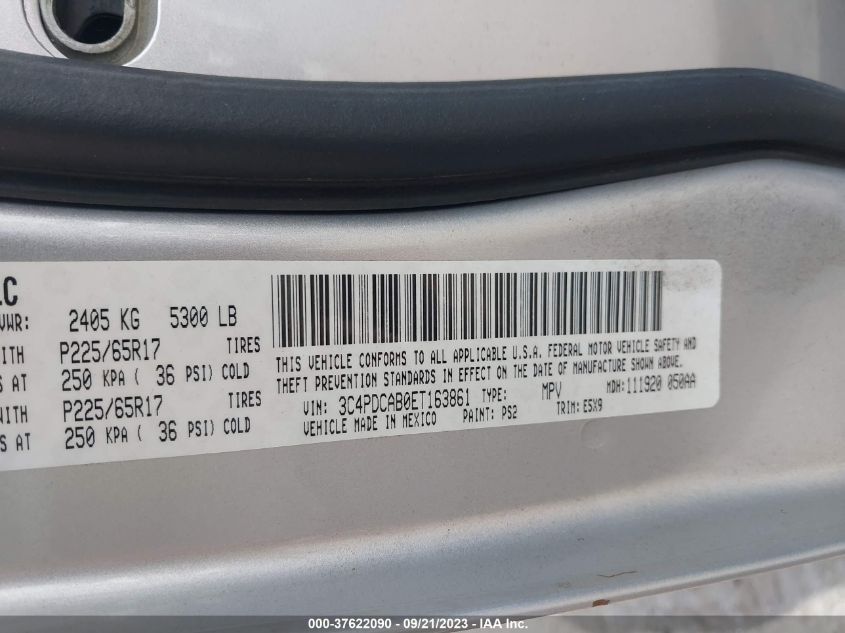 LC
VWR: 2405 KG 5300 LB
WITH P225/65R17 TIRES
S AT 250 KPA ( 36 PSI) COLD
WITH P225/65R17 TIRES
S AT 250 KPA ( 36 PSI) COLD
THIS VEHICLE CONFORMS TO ALL APPLICABLE U.S.A. FEDERAL MOTOR VEHICLE SAFETY AND
THEFT PREVENTION STANDARDS IN EFFECT ON THE DATE OF MANUFACTURE SHOWN ABOVE.
VIN: 3C4PDCAB0ET163861 TYPE: MPV MDH: 111920 050AA
VEHICLE MADE IN MEXICO PAINT: PS2 TRIM: E5X9
000-37622090 - 09/21/2023 - IAA Inc.